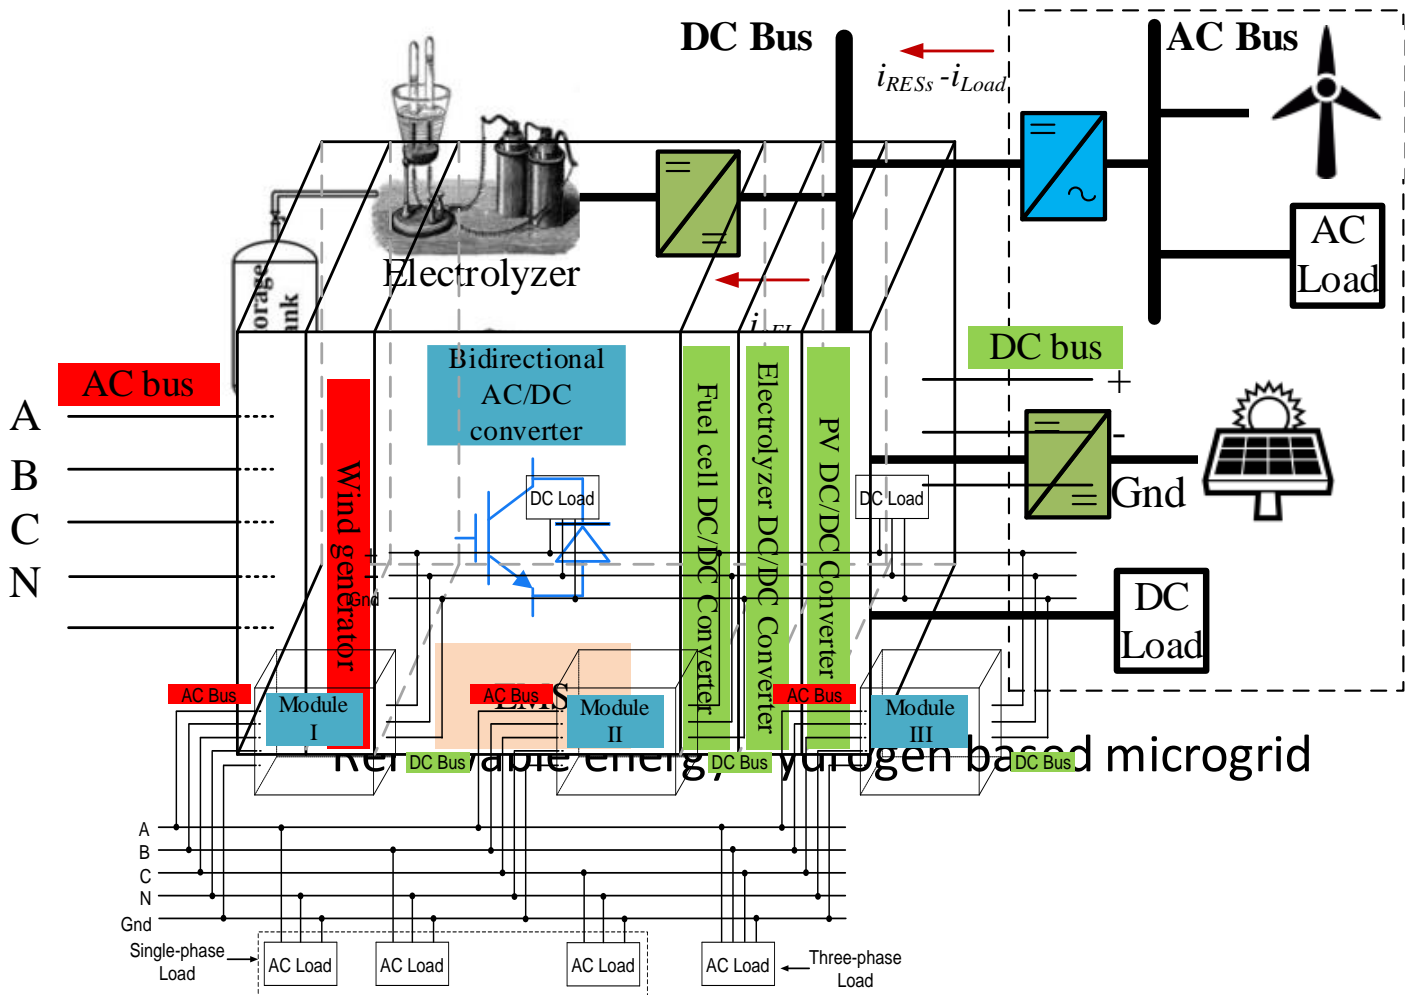 DC Bus
AC Bus
iRESs -iLoad
AC
Load
Electrolyzer
DC bus
AC bus
Bidirectional
AC/DC
converter
A
B
C
N
+
-
Gnd
Wind generator
Fuel cell DC/DC Converter
Electrolyzer DC/DC Converter
PV DC/DC Converter
DC Load
DC Load
+
-
Gnd
DC
Load
EMS
AC Bus
Module
I
DC Bus
AC Bus
Module
II
DC Bus
AC Bus
Module
III
DC Bus
based microgrid
A
B
C
N
Gnd
Single-phase
Load
AC Load
AC Load
AC Load
AC Load
Three-phase
Load